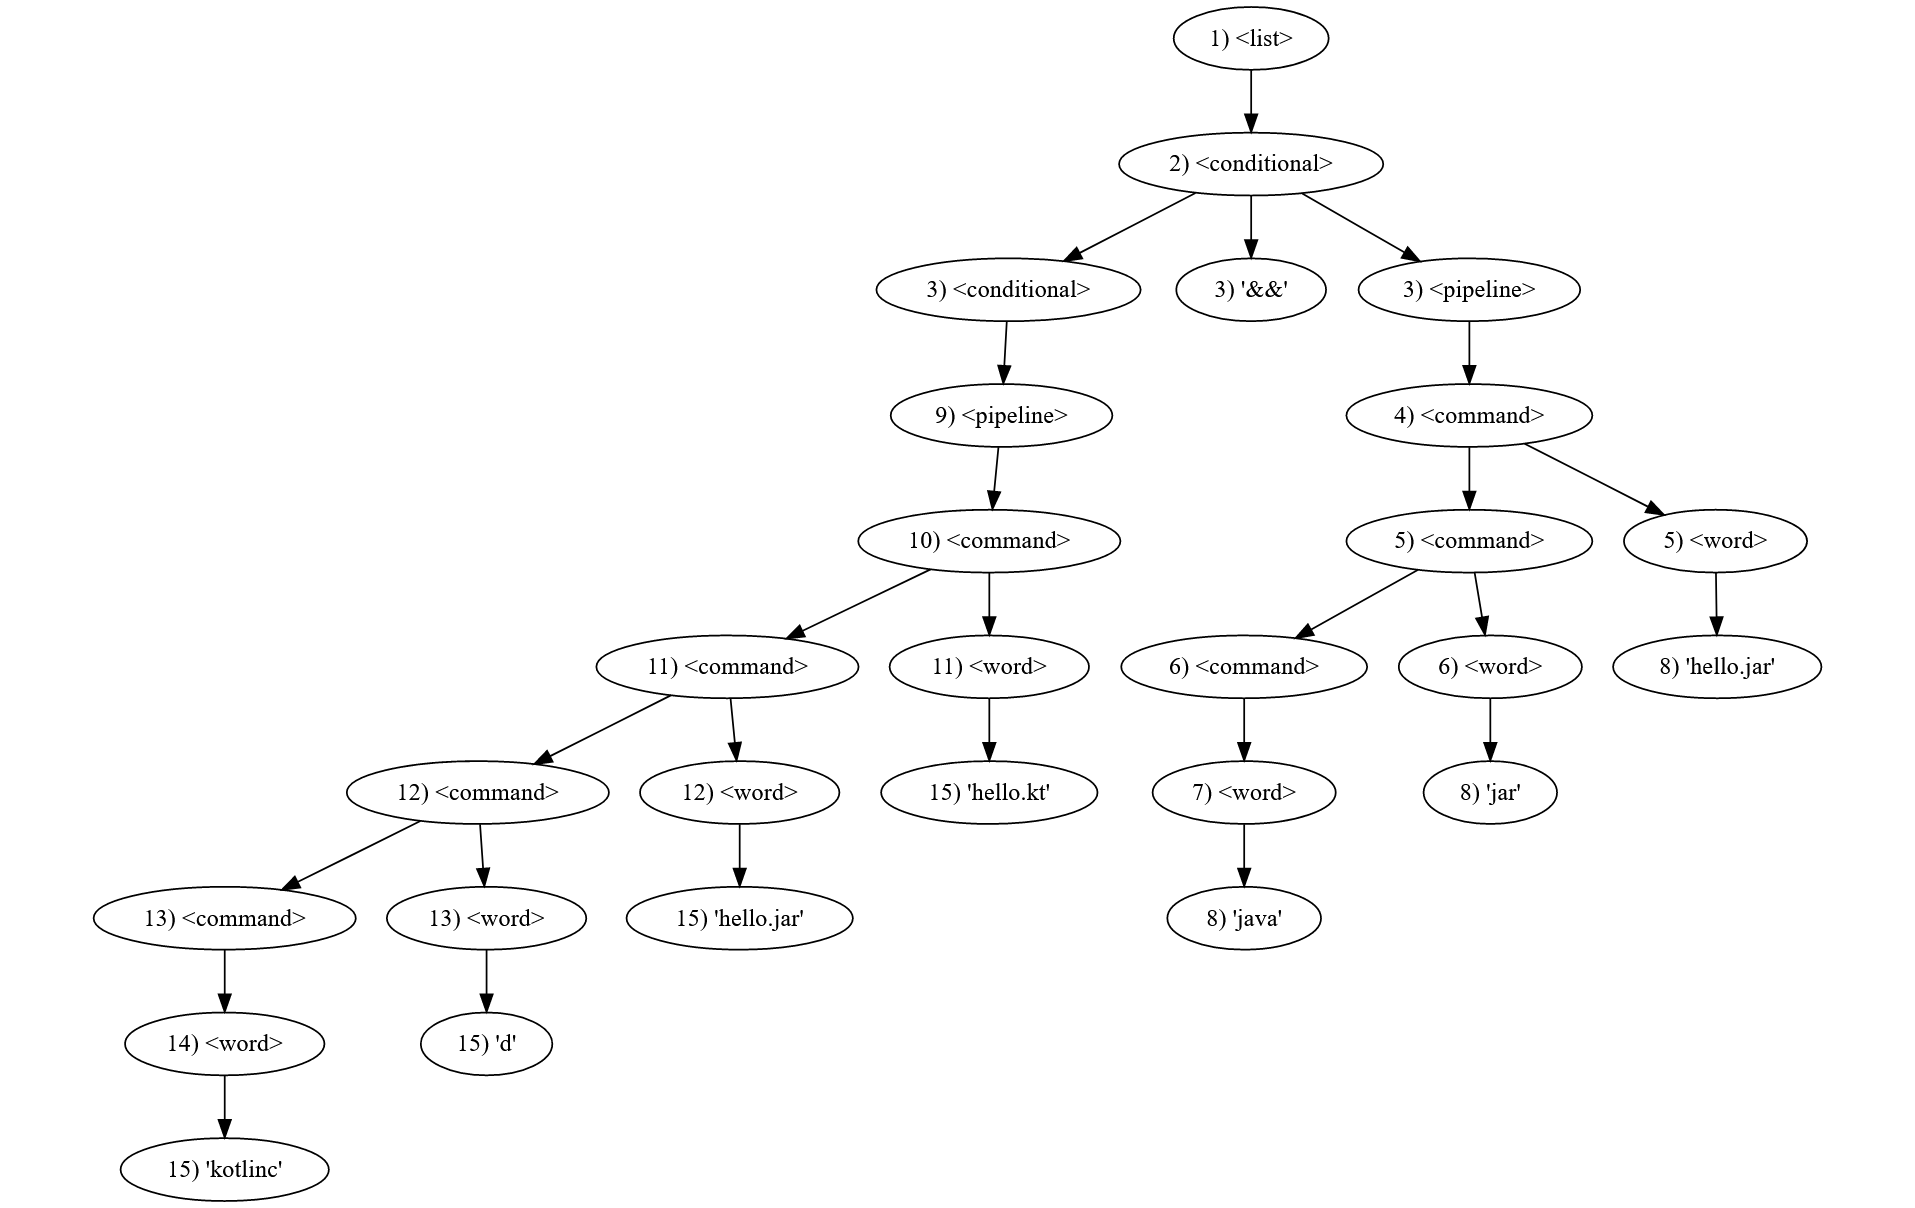 1) <list>
2) <conditional>
3) <conditional>
3) '&&'
3) <pipeline>
9) <pipeline>
4) <command>
10) <command>
5) <command>
5) <word>
11) <command>
11) <word>
6) <command>
6) <word>
8) 'hello.jar'
12) <command>
12) <word>
15) 'hello.kt'
7) <word>
8) 'jar'
13) <command>
13) <word>
15) 'hello.jar'
8) 'java'
14) <word>
15) 'd'
15) 'kotlinc'